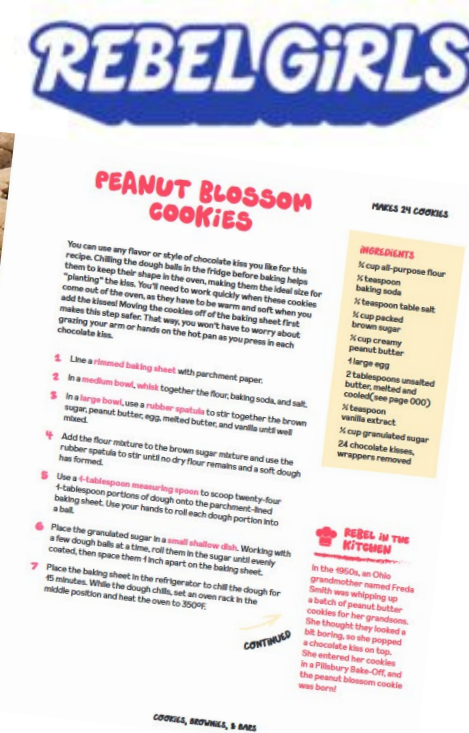 REBEL GIRLS
PEANUT BLOSSOM
COOKIES
MAKES 24 COOKIES
You can use any flavor or style of chocolate kiss you like for this
recipe. Chilling the dough balls in the fridge before baking helps
them to keep their shape in the oven, making them the ideal size for
"planting" the kiss. You'll need to work quickly when these cookies
come out of the oven, as they have to be warm and soft when you
add the kisses! Moving the cookies off of the baking sheet first
makes this step safer. That way, you won't have to worry about
grazing your arm or hands on the hot pan as you press in each
chocolate kiss.
1 Line a rimmed baking sheet with parchment paper.
2 In a medium bowl, whisk together the flour, baking soda, and salt.
3 In a large bowl, use a rubber spatula to stir together the brown
sugar, peanut butter, egg, melted butter, and vanilla until well
mixed.
4 Add the flour mixture to the brown sugar mixture and use the
rubber spatula to stir until no dry flour remains and a soft dough
has formed.
5 Use a 1-tablespoon measuring spoon to scoop twenty-four
1-tablespoon portions of dough onto the parchment-lined
baking sheet. Use your hands to roll each dough portion into
a ball.
6 Place the granulated sugar in a small shallow dish. Working with
a few dough balls at a time, roll them in the sugar until evenly
coated, then space them 1 inch apart on the baking sheet.
7 Place the baking sheet in the refrigerator to chill the dough for
15 minutes. While the dough chills, set an oven rack in the
middle position and heat the oven to 350ºF.
CONTINUED
INGREDIENTS
cup all-purpose flour
teaspoon
baking soda
teaspoon table salt
cup packed
brown sugar
cup creamy
peanut butter
1 large egg
2 tablespoons unsalted
butter, melted and
cooled(see page 000)
teaspoon
vanilla extract
cup granulated sugar
24 chocolate kisses,
wrappers removed
REBEL IN THE
KITCHEN
In the 1950s, an Ohio
grandmother named Freda
Smith was whipping up
a batch of peanut butter
cookies for her grandsons.
She thought they looked a
bit boring, so she popped
a chocolate kiss on top.
She entered her cookies
in a Pillsbury Bake-Off, and
the peanut blossom cookie
was born!
COOKIES, BROWNIES, & BARS